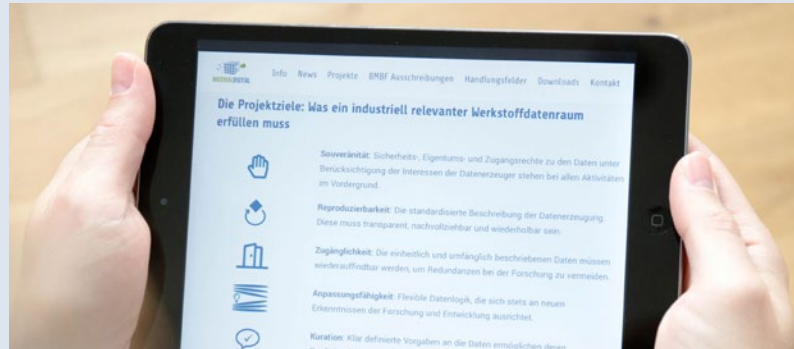 MATERIALDIGITAL
Info News Projekte BMBF Ausschreibungen Handlungsfelder Downloads Kontakt
Die Projektziele: Was ein industriell relevanter Werkstoffdatenraum
erfüllen muss
Souveränität: Sicherheits-, Eigentums- und Zugangsrechte zu den Daten unter
Berücksichtigung der Interessen der Datenerzeuger stehen bei allen Aktivitäten
im Vordergrund.
Reproduzierbarkeit: Die standardisierte Beschreibung der Datenerzeugung.
Diese muss transparent, nachvollziehbar und wiederholbar sein.
Zugänglichkeit: Die einheitlich und umfänglich beschriebenen Daten müssen
wiederauffindbar werden, um Redundanzen bei der Forschung zu vermeiden.
Anpassungsfähigkeit: Flexible Datenlogik, die sich stets an neuen
Erkenntnissen der Forschung und Entwicklung ausrichtet.
Kuration: Klar definierte Vorgaben an die Daten ermöglichen deren